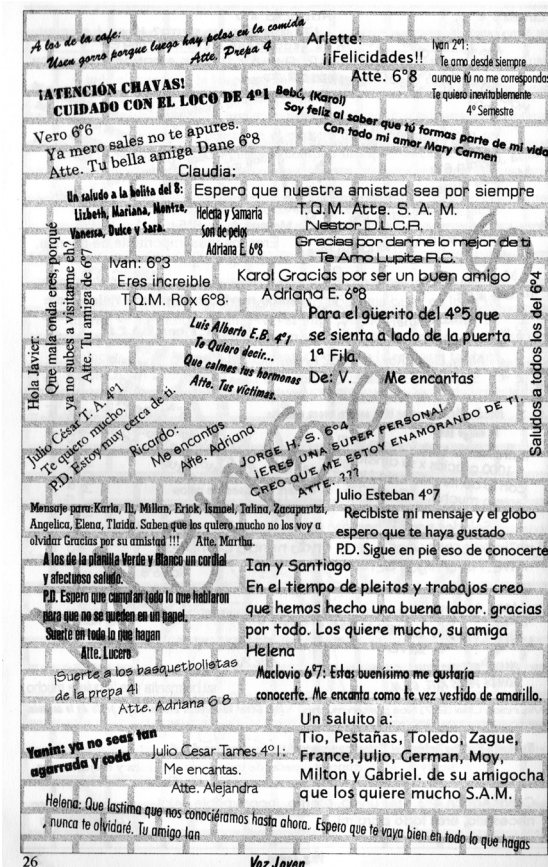 A los de la cafe:
Usen gorro porque luego hay pelos en la comida
Atte, Prepa 4
Arlette:
¡¡Felicidades!!
Atte. 6°8
Ivan 2°1:
Te amo desde siempre
aunque tú no me correspondas
Te quiero inevitablemente
4° Semestre
¡ATENCIÓN CHAVAS!
CUIDADO CON EL LOCO DE 4°1
Bebú, (Karol)
Soy feliz al saber que tú formas parte de mi vida
Con todo mi amor Mary Carmen
Vero 6°6
Ya mero sales no te apures.
Atte. Tu bella amiga Dane 6°8
Claudia:
Espero que nuestra amistad sea por siempre
T.Q.M. Atte. S. A. M.
Un saludo a la bolita del 8:
Lizbeth, Mariana, Montze,
Vanessa, Dulce y Sara.
Helena y Samaria
Son de pelos
Adriana E. 6°8
Nestor D.L.C.R.
Gracias por darme lo mejor de ti
Te Amo Lupita R.C.
Hola Javier:
Que mala onda eres, porqué
ya no subes a visitarme eh?
Atte. Tu amiga de 6°7
Ivan: 6°3
Eres increible
T.Q.M. Rox 6°8.
Karol Gracias por ser un buen amigo
Adriana E. 6°8
Luis Alberto E.B. 4°1
Te Quiero decir...
Que calmes tus hormonas
Atte. Tus víctimas.
Para el güerito del 4°5 que
se sienta a lado de la puerta
1ª Fila.
De: V. Me encantas
Saludos a todos los del 6°4
Julio César T. A. 4°1
Te quiero mucho.
P.D. Estoy muy cerca de ti.
Ricardo:
Me encantas
Atte. Adriana
JORGE H. S. 6°4
¡ERES UNA SUPER PERSONA!
CREO QUE ME ESTOY ENAMORANDO DE TI.
ATTE. ???
Mensaje para:Karla, Ili, Millan, Erick, Ismael, Talina, Zacapantzi,
Angelica, Elena, Tlaida. Saben que los quiero mucho no los voy a
olvidar Gracias por su amistad !!! Atte, Martha.
Julio Esteban 4°7
Recibiste mi mensaje y el globo
espero que te haya gustado
P.D. Sigue en pie eso de conocerte
A los de la planilla Verde y Blanco un cordial
y afectuoso saludo.
P.D. Espero que cumplan todo lo que hablaron
para que no se queden en un papel.
Suerte en todo lo que hagan
Atte. Lucero
Ian y Santiago
En el tiempo de pleitos y trabajos creo
que hemos hecho una buena labor. gracias
por todo. Los quiere mucho, su amiga
Helena
¡Suerte a los basquetbolistas
de la prepa 4!
Atte. Adriana 6 8
Maclovio 6°7: Estas buenísimo me gustaría
conocerte. Me encanta como te vez vestido de amarillo.
Un saluito a:
Tio, Pestañas, Toledo, Zague,
France, Julio, German, Moy,
Milton y Gabriel. de su amigocha
que los quiere mucho S.A.M.
Yanin: ya no seas tan
agarrada y coda
Julio Cesar Tames 4°1:
Me encantas.
Atte. Alejandra
Helena: Que lastima que nos conociéramos hasta ahora. Espero que te vaya bien en todo lo que hagas
, nunca te olvidaré. Tu amigo Ian
Mensajes
26
Voz Joven